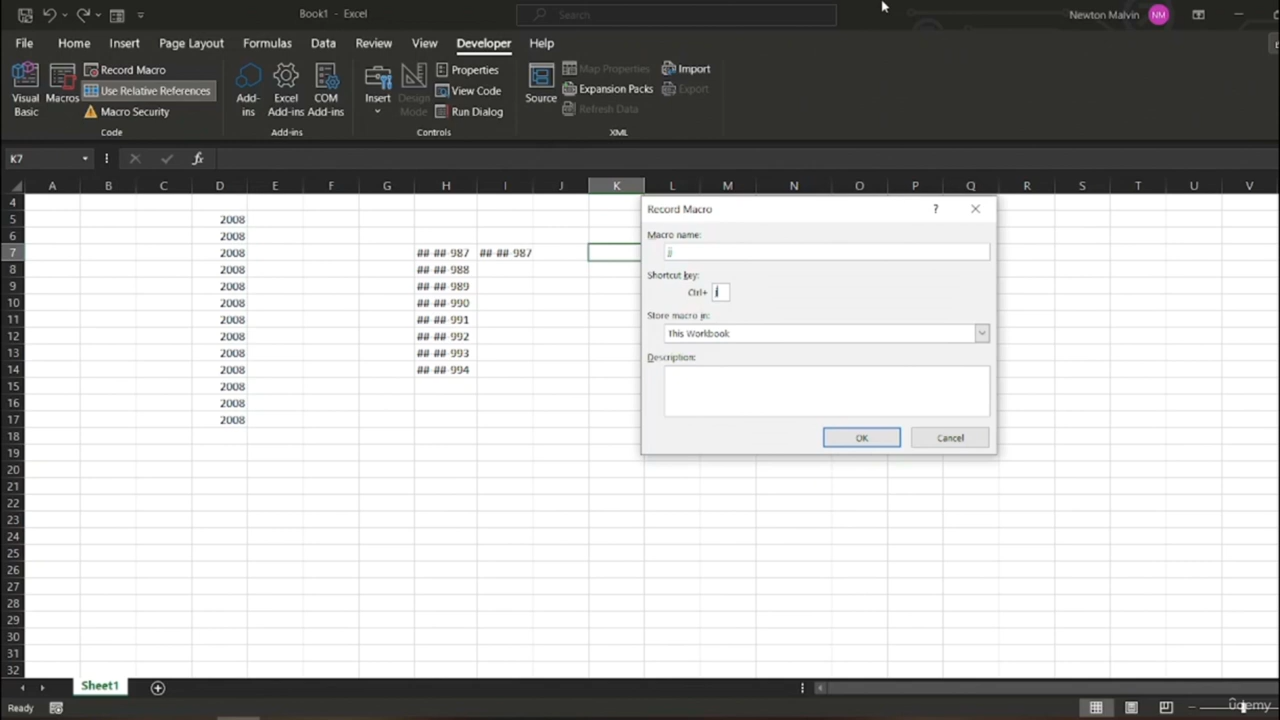 Book1 - Excel
Search
Newton Malvin
NM
File Home Insert Page Layout Formulas Data Review View Developer Help
Visual Basic
Macros
Record Macro
Use Relative References
Macro Security
Code
Add-ins
Excel Add-ins
COM Add-ins
Add-ins
Insert
Design Mode
Properties
View Code
Run Dialog
Controls
Source
Map Properties
Expansion Packs
Refresh Data
Import
Export
XML
K7
fx
A B C D E F G H I J K L M N O P Q R S T U V
4
5 2008
6 2008
7 2008 ##-##-987 ##-##-987
8 2008 ##-##-988
9 2008 ##-##-989
10 2008 ##-##-990
11 2008 ##-##-991
12 2008 ##-##-992
13 2008 ##-##-993
14 2008 ##-##-994
15 2008
16 2008
17 2008
18
19
20
21
22
23
24
25
26
27
28
29
30
31
32
Record Macro
?
Macro name:
Shortcut key:
Ctrl+
Store macro in:
This Workbook
Description:
OK
Cancel
Sheet1
Ready
ûdemy